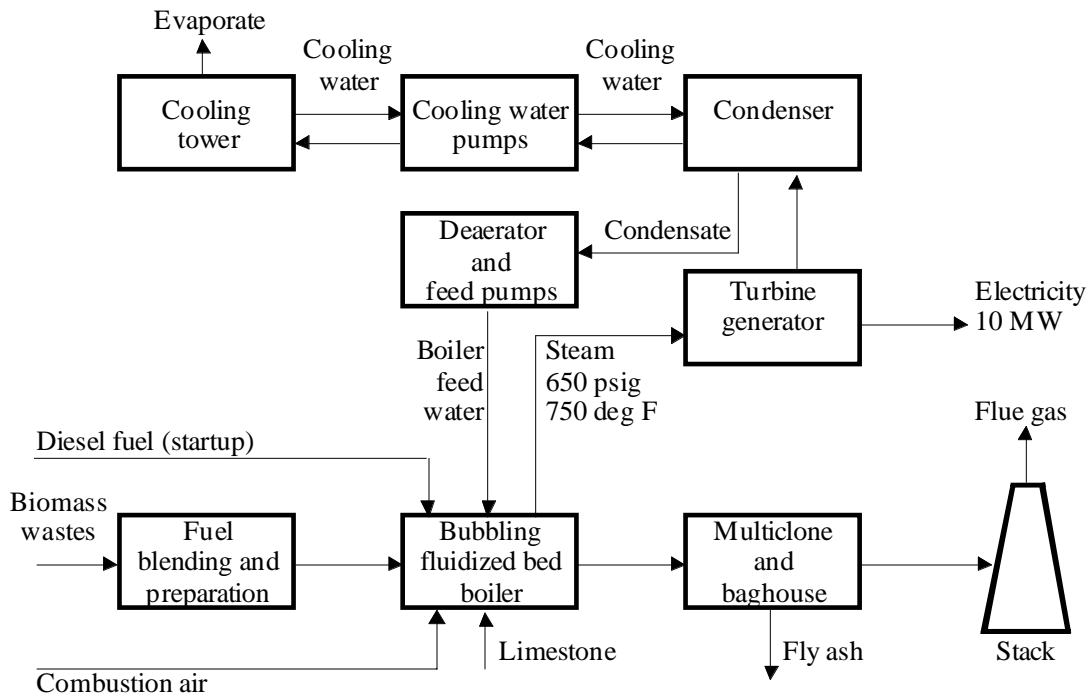 Evaporate
Cooling
water
Cooling
water
Cooling
tower
Cooling water
pumps
Condenser
Deaerator
and
feed pumps
Condensate
Turbine
generator
Electricity
10 MW
Boiler
feed
water
Steam
650 psig
750 deg F
Flue gas
Diesel fuel (startup)
Biomass
wastes
Fuel
blending and
preparation
Bubbling
fluidized bed
boiler
Multiclone
and
baghouse
Limestone
Fly ash
Stack
Combustion air